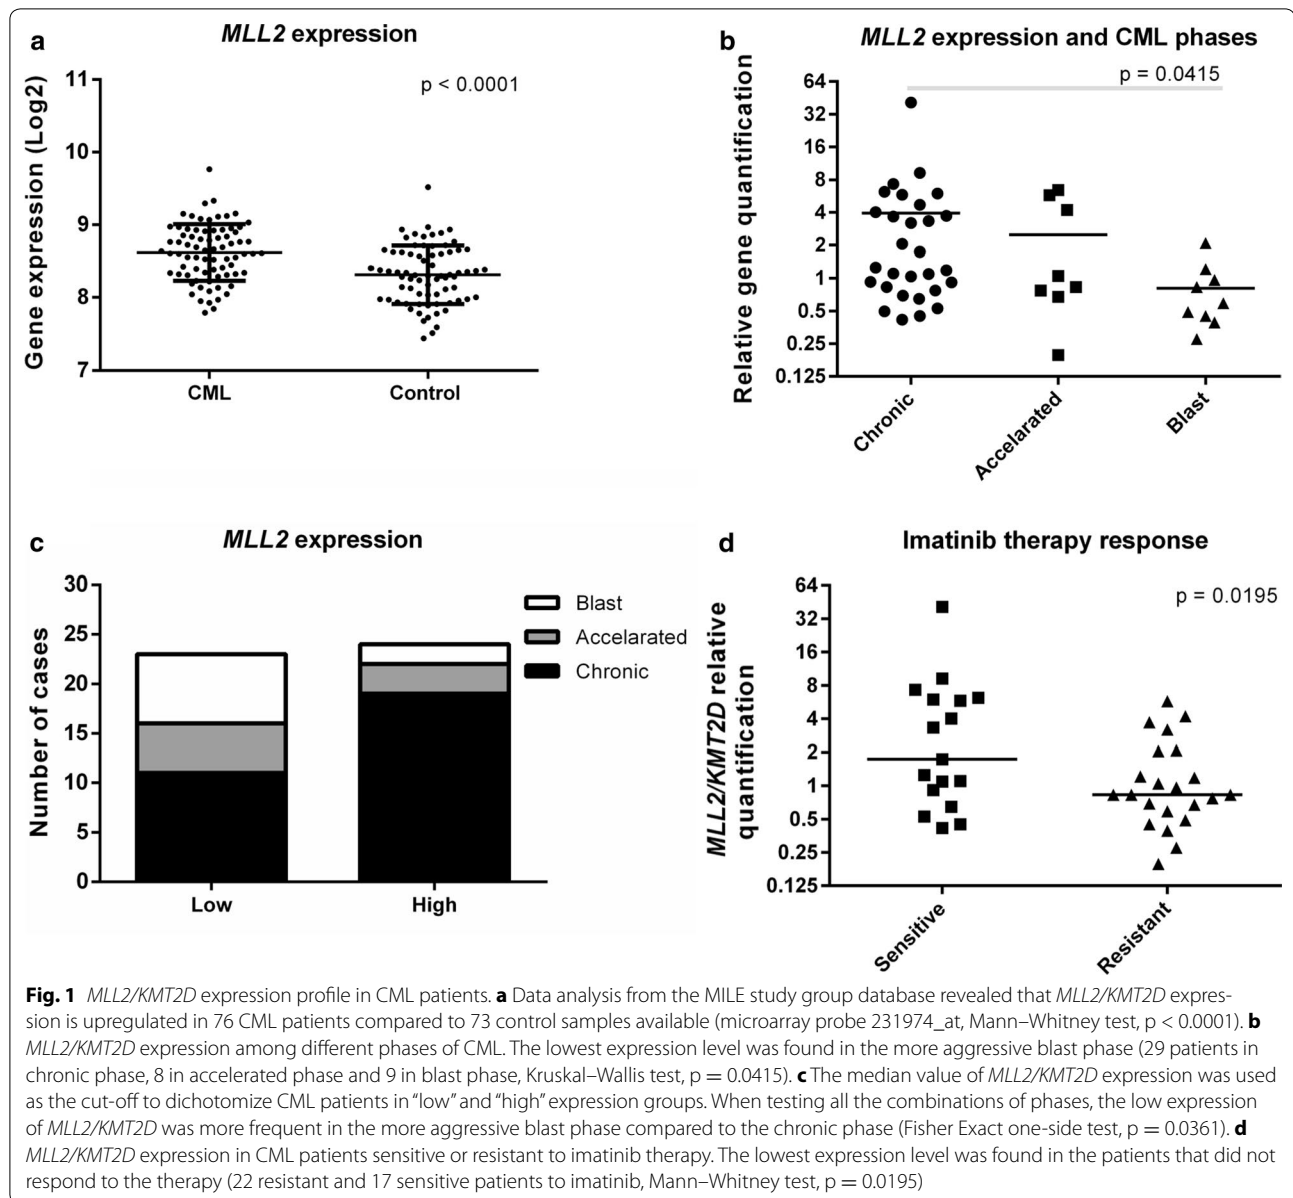 a
MLL2 expression
p < 0.0001
Gene expression (Log2)
11
10
9
8
7
CML
Control
b
MLL2 expression and CML phases
p = 0.0415
Relative gene quantification
64
32
16
8
4
2
1
0.5
0.25
0.125
Chronic
Accelarated
Blast
c
MLL2 expression
Number of cases
30
25
20
15
10
5
0
Low
High
Blast
Accelarated
Chronic
d
Imatinib therapy response
p = 0.0195
MLL2/KMT2D relative
quantification
64
32
16
8
4
2
1
0.5
0.25
0.125
Sensitive
Resistant
Fig. 1 MLL2/KMT2D expression profile in CML patients. a Data analysis from the MILE study group database revealed that MLL2/KMT2D expres-
sion is upregulated in 76 CML patients compared to 73 control samples available (microarray probe 231974_at, Mann–Whitney test, p < 0.0001). b
MLL2/KMT2D expression among different phases of CML. The lowest expression level was found in the more aggressive blast phase (29 patients in
chronic phase, 8 in accelerated phase and 9 in blast phase, Kruskal–Wallis test, p = 0.0415). c The median value of MLL2/KMT2D expression was used
as the cut-off to dichotomize CML patients in “low” and “high” expression groups. When testing all the combinations of phases, the low expression
of MLL2/KMT2D was more frequent in the more aggressive blast phase compared to the chronic phase (Fisher Exact one-side test, p = 0.0361). d
MLL2/KMT2D expression in CML patients sensitive or resistant to imatinib therapy. The lowest expression level was found in the patients that did not
respond to the therapy (22 resistant and 17 sensitive patients to imatinib, Mann–Whitney test, p = 0.0195)